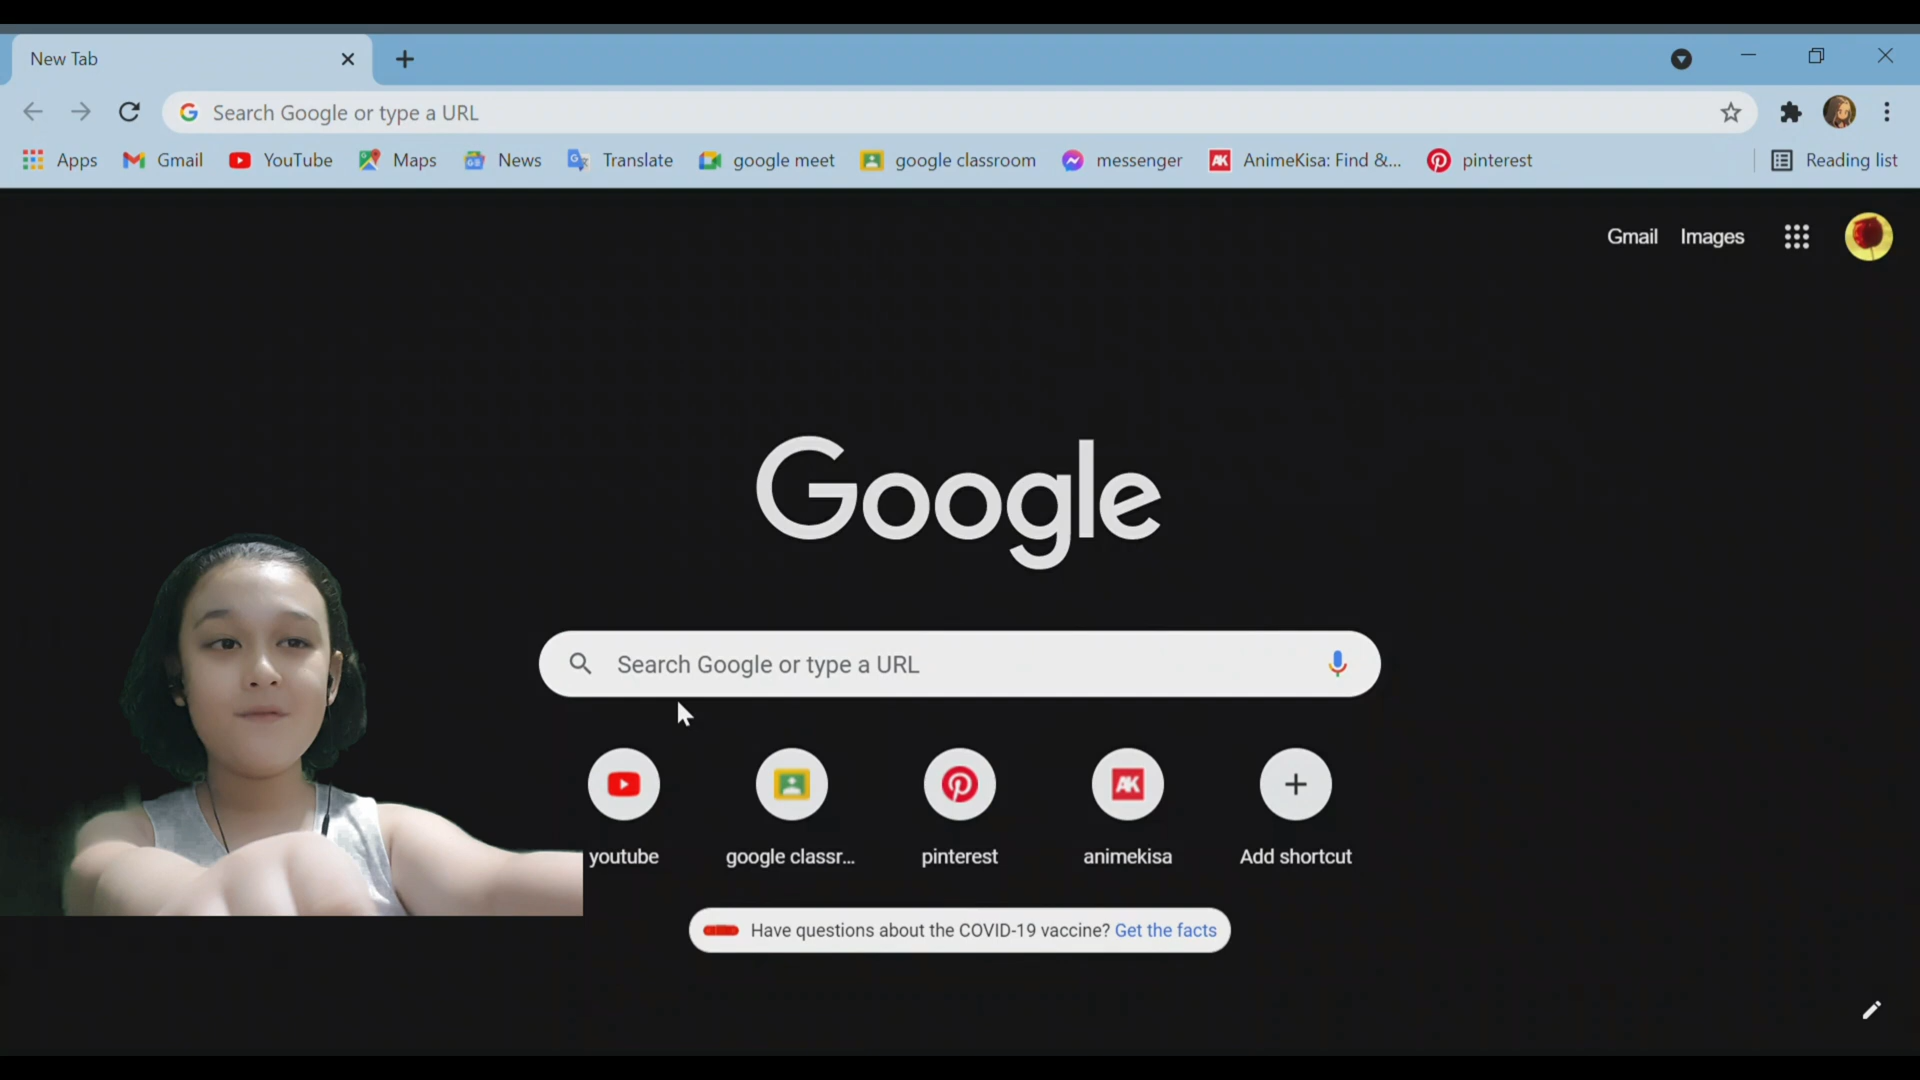 New Tab
Search Google or type a URL
Apps Gmail YouTube Maps News Translate google meet google classroom messenger AnimeKisa: Find &... pinterest Reading list
Gmail Images
Google
Search Google or type a URL
youtube google classr... pinterest animekisa Add shortcut
Have questions about the COVID-19 vaccine? Get the facts